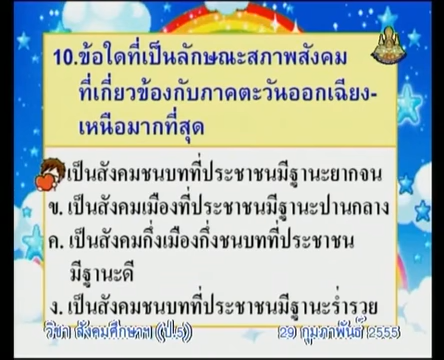 10.ข้อใดที่เป็นลักษณะสภาพสังคม
ที่เกี่ยวข้องกับภาคตะวันออกเฉียง-
เหนือมากที่สุด
เป็นสังคมชนบทที่ประชาชนมีฐานะยากจน
ข. เป็นสังคมเมืองที่ประชาชนมีฐานะปานกลาง
ค. เป็นสังคมกึ่งเมืองกึ่งชนบทที่ประชาชน
มีฐานะดี
ง. เป็นสังคมชนบทที่ประชาชนมีฐานะร่ำรวย
วิชา สังคมศึกษาฯ (ป.5) 29 กุมภาพันธ์ 2555